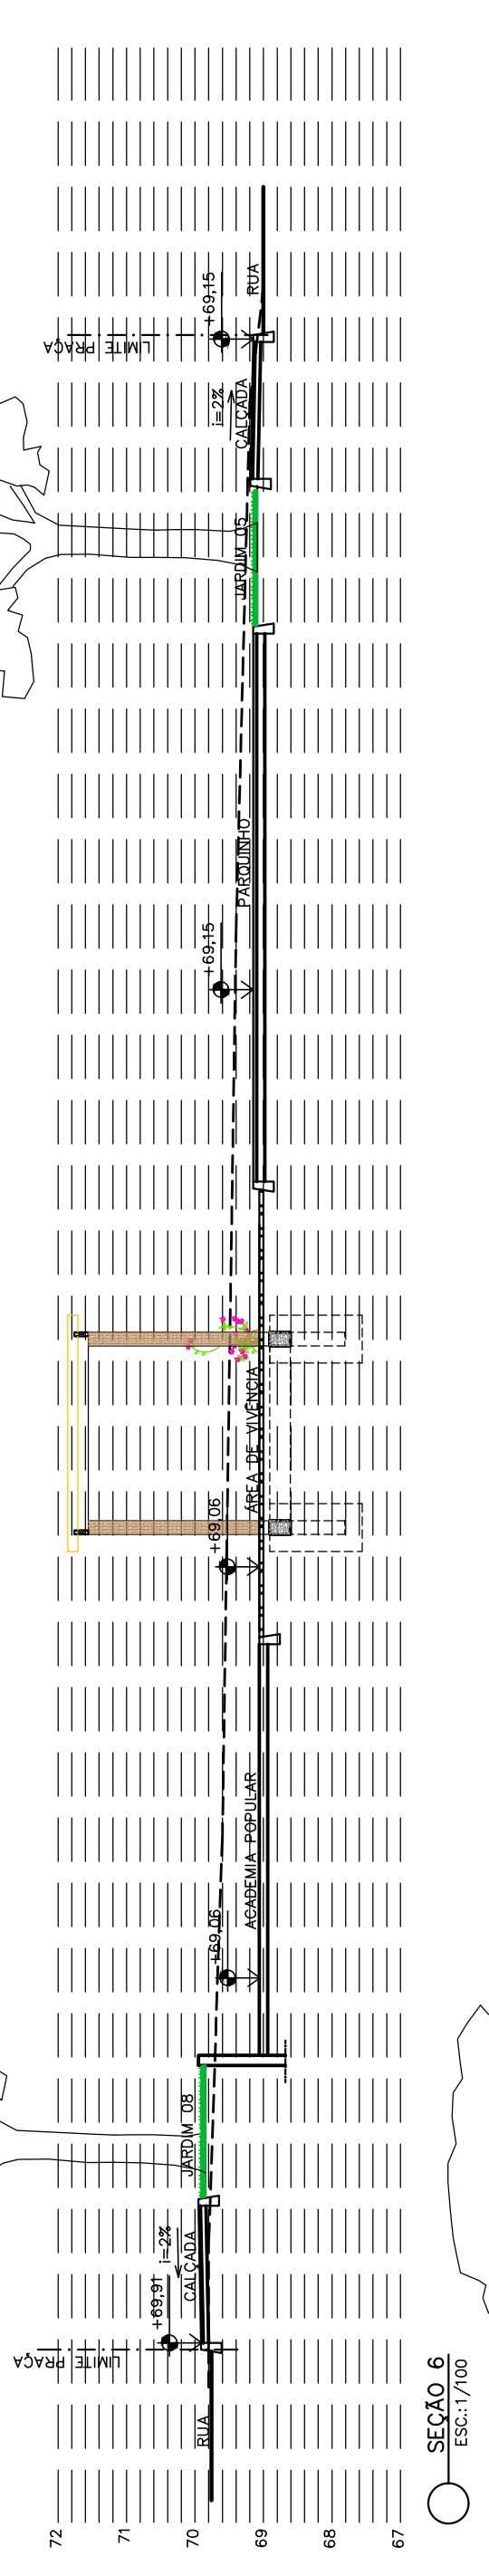 72
71
70
69
68
67
RUA
LIMITE PRAÇA
+69,91
i=2%
CALÇADA
JARDIM 08
+69,06
ACADEMIA POPULAR
+69,06
ÁREA DE VIVÊNCIA
+69,15
PARQUINHO
JARDIM 05
CALÇADA
i=2%
+69,15
LIMITE PRAÇA
RUA
SEÇÃO 6
ESC.:1/100